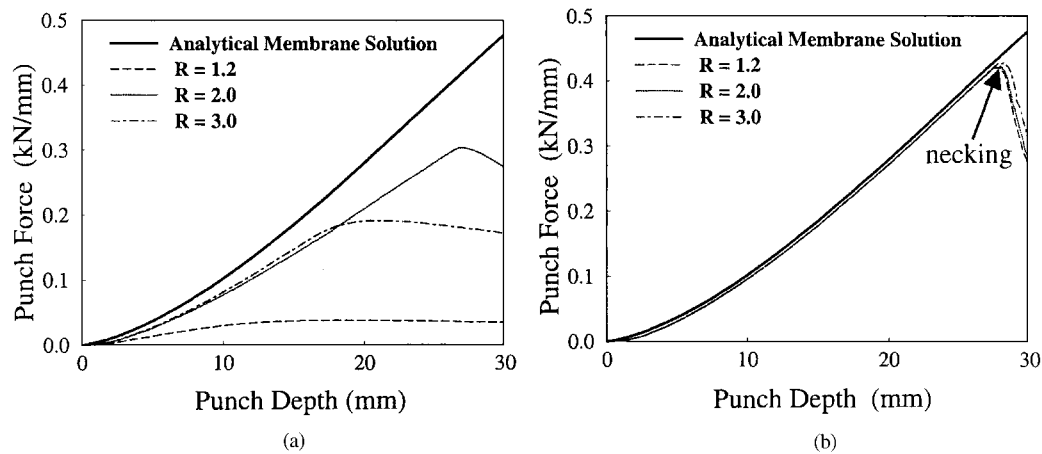 0.5
0.4
0.3
0.2
0.1
0.0
Punch Force (kN/mm)
Analytical Membrane Solution
R = 1.2
R = 2.0
R = 3.0
0
10
20
30
Punch Depth (mm)
(a)
0.5
0.4
0.3
0.2
0.1
0.0
Punch Force (kN/mm)
Analytical Membrane Solution
R = 1.2
R = 2.0
R = 3.0
necking
0
10
20
30
Punch Depth (mm)
(b)